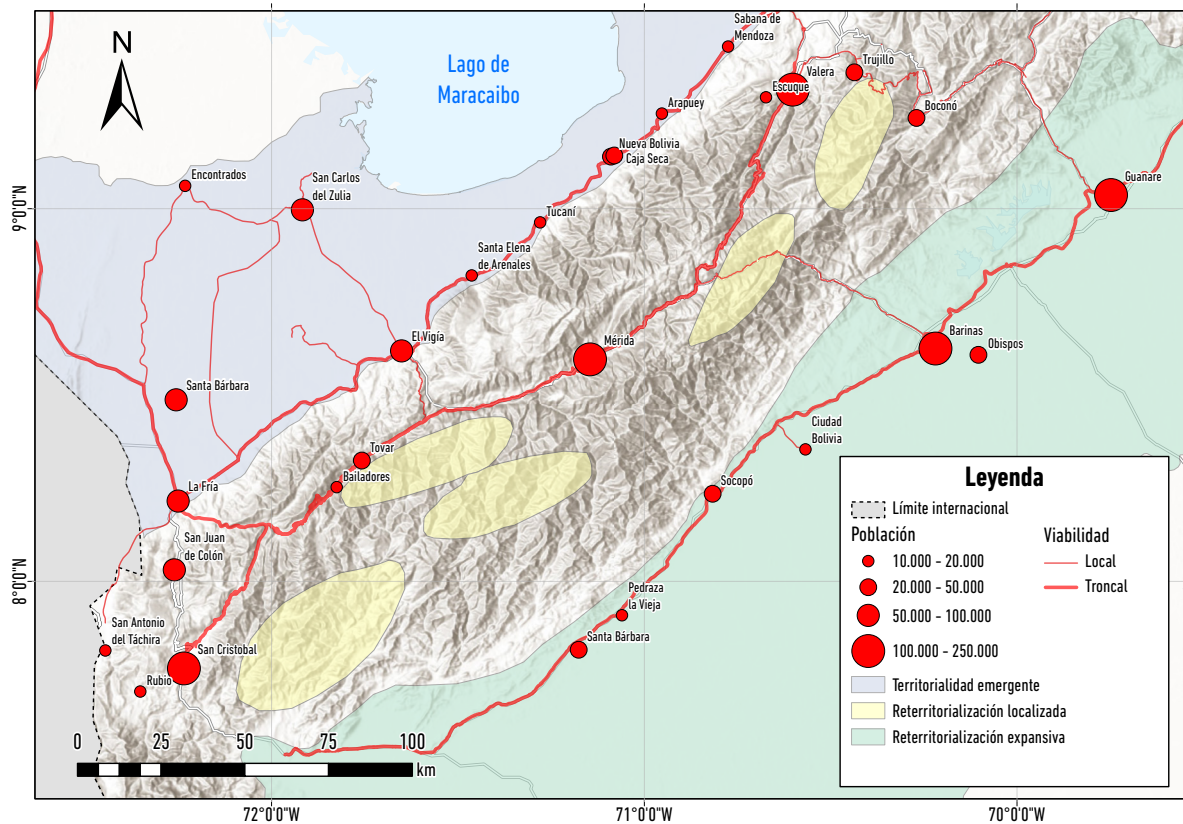 N
Lago de
Maracaibo
Sabana de
Mendoza
Trujillo
Valera
Escuque
Boconó
Arapuey
Nueva Bolivia
Caja Seca
Guanare
Encontrados
San Carlos
del Zulia
Tucaní
Santa Elena
de Arenales
El Vigía
Mérida
Barinas
Obispos
Santa Bárbara
Ciudad
Bolivia
Tovar
Bailadores
Socopó
La Fría
San Juan
de Colón
Pedraza
la Vieja
San Antonio
del Táchira
Santa Bárbara
San Cristobal
Rubio
0 25 50 75 100
km
9°0'0"N
8°0'0"N
72°0'0"W
71°0'0"W
70°0'0"W
Leyenda
Límite internacional
Población
10.000 - 20.000
20.000 - 50.000
50.000 - 100.000
100.000 - 250.000
Viabilidad
Local
Troncal
Territorialidad emergente
Reterritorialización localizada
Reterritorialización expansiva